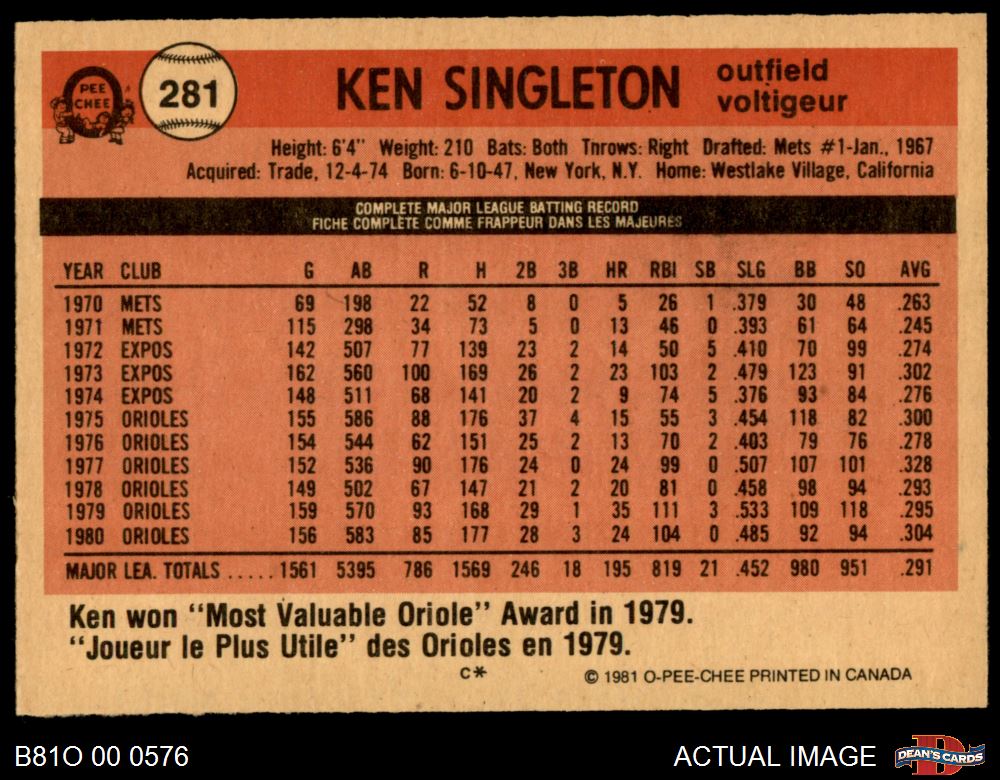 PEE
CHEE
281
KEN SINGLETON
outfield
voltigeur
Height: 6'4" Weight: 210 Bats: Both Throws: Right Drafted: Mets #1-Jan., 1967
Acquired: Trade, 12-4-74 Born: 6-10-47, New York, N.Y. Home: Westlake Village, California
COMPLETE MAJOR LEAGUE BATTING RECORD
FICHE COMPLÈTE COMME FRAPPEUR DANS LES MAJEURES
YEAR CLUB G AB R H 2B 3B HR RBI SB SLG BB SO AVG
1970 METS 69 198 22 52 8 0 5 26 1 .379 30 48 .263
1971 METS 115 298 34 73 5 0 13 46 0 .393 61 64 .245
1972 EXPOS 142 507 77 139 23 2 14 50 5 .410 70 99 .274
1973 EXPOS 162 560 100 169 26 2 23 103 2 .479 123 91 .302
1974 EXPOS 148 511 68 141 20 2 9 74 5 .376 93 84 .276
1975 ORIOLES 155 586 88 176 37 4 15 55 3 .454 118 82 .300
1976 ORIOLES 154 544 62 151 25 2 13 70 2 .403 79 76 .278
1977 ORIOLES 152 536 90 176 24 0 24 99 0 .507 107 101 .328
1978 ORIOLES 149 502 67 147 21 2 20 81 0 .458 98 94 .293
1979 ORIOLES 159 570 93 168 29 1 35 111 3 .533 109 118 .295
1980 ORIOLES 156 583 85 177 28 3 24 104 0 .485 92 94 .304
MAJOR LEA. TOTALS ..... 1561 5395 786 1569 246 18 195 819 21 .452 980 951 .291
Ken won "Most Valuable Oriole" Award in 1979.
"Joueur le Plus Utile" des Orioles en 1979.
C*
© 1981 O-PEE-CHEE PRINTED IN CANADA
B81O 00 0576
ACTUAL IMAGE
DEAN'S CARDS